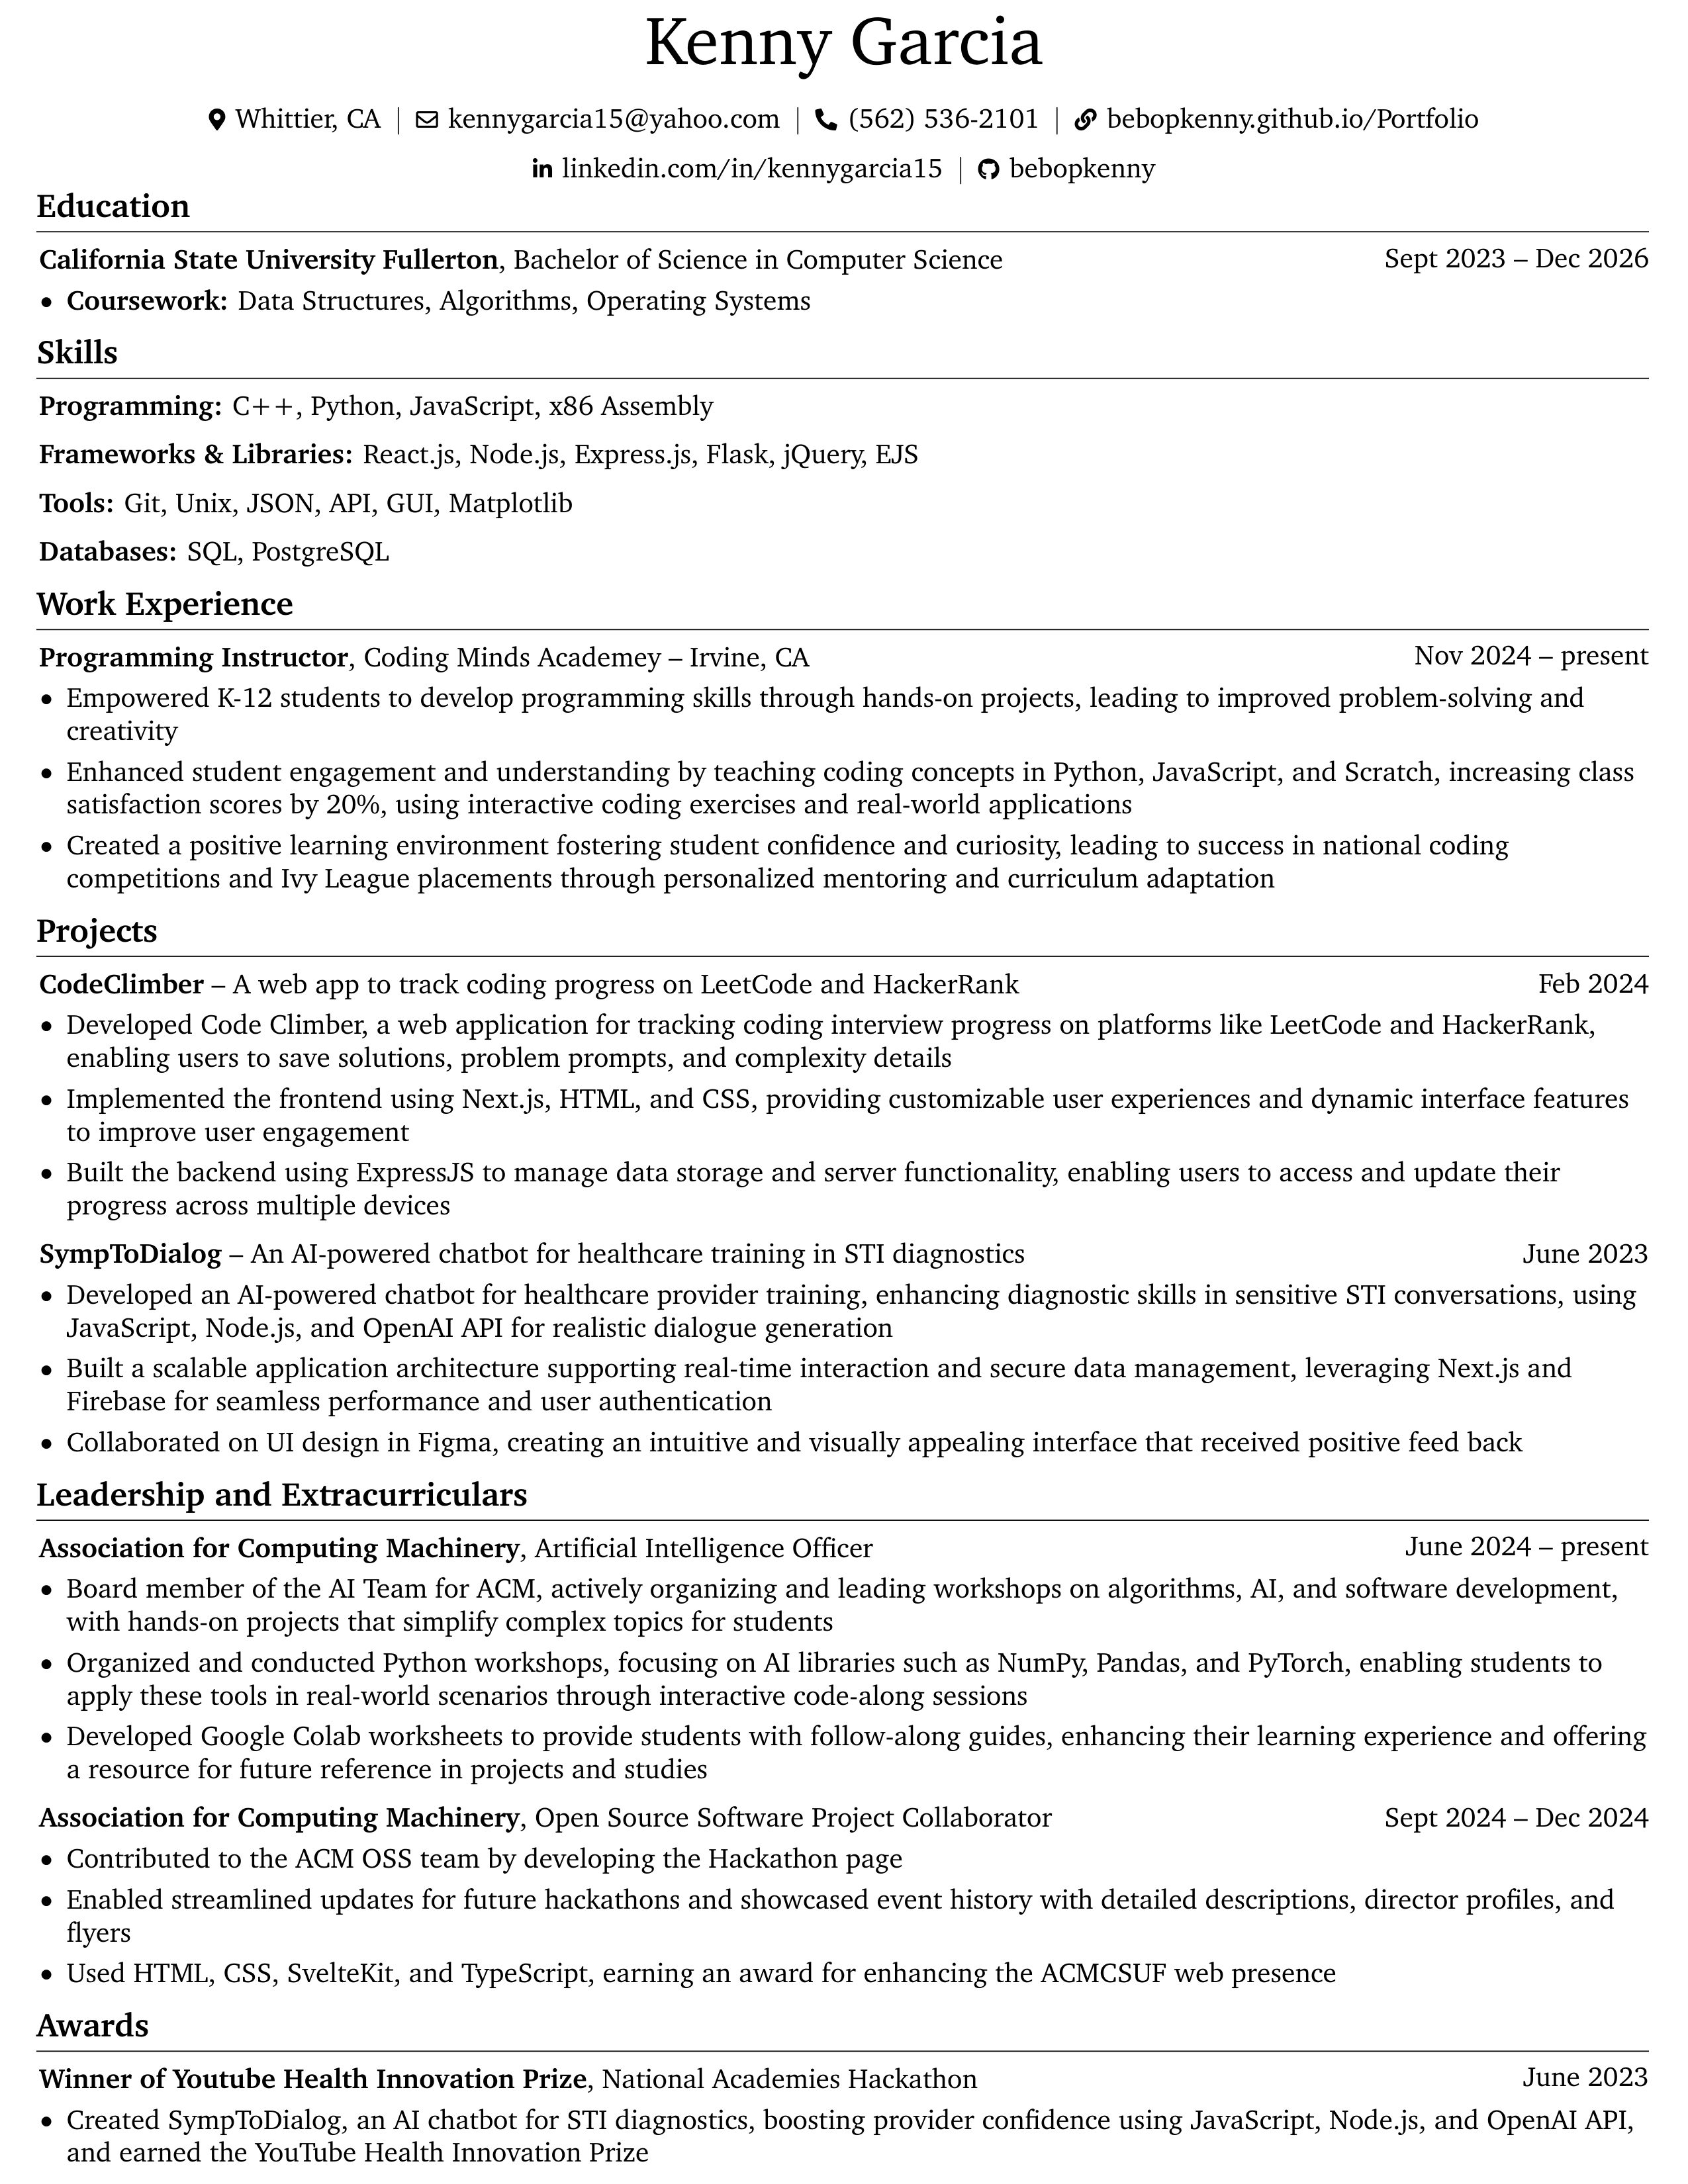 Kenny Garcia
Whittier, CA | kennygarcia15@yahoo.com | (562) 536-2101 | bebopkenny.github.io/Portfolio
linkedin.com/in/kennygarcia15 | bebopkenny
Education
California State University Fullerton, Bachelor of Science in Computer Science Sept 2023 – Dec 2026
• Coursework: Data Structures, Algorithms, Operating Systems
Skills
Programming: C++, Python, JavaScript, x86 Assembly
Frameworks & Libraries: React.js, Node.js, Express.js, Flask, jQuery, EJS
Tools: Git, Unix, JSON, API, GUI, Matplotlib
Databases: SQL, PostgreSQL
Work Experience
Programming Instructor, Coding Minds Academey – Irvine, CA Nov 2024 – present
• Empowered K-12 students to develop programming skills through hands-on projects, leading to improved problem-solving and
creativity
• Enhanced student engagement and understanding by teaching coding concepts in Python, JavaScript, and Scratch, increasing class
satisfaction scores by 20%, using interactive coding exercises and real-world applications
• Created a positive learning environment fostering student confidence and curiosity, leading to success in national coding
competitions and Ivy League placements through personalized mentoring and curriculum adaptation
Projects
CodeClimber – A web app to track coding progress on LeetCode and HackerRank Feb 2024
• Developed Code Climber, a web application for tracking coding interview progress on platforms like LeetCode and HackerRank,
enabling users to save solutions, problem prompts, and complexity details
• Implemented the frontend using Next.js, HTML, and CSS, providing customizable user experiences and dynamic interface features
to improve user engagement
• Built the backend using ExpressJS to manage data storage and server functionality, enabling users to access and update their
progress across multiple devices
SympToDialog – An AI-powered chatbot for healthcare training in STI diagnostics June 2023
• Developed an AI-powered chatbot for healthcare provider training, enhancing diagnostic skills in sensitive STI conversations, using
JavaScript, Node.js, and OpenAI API for realistic dialogue generation
• Built a scalable application architecture supporting real-time interaction and secure data management, leveraging Next.js and
Firebase for seamless performance and user authentication
• Collaborated on UI design in Figma, creating an intuitive and visually appealing interface that received positive feed back
Leadership and Extracurriculars
Association for Computing Machinery, Artificial Intelligence Officer June 2024 – present
• Board member of the AI Team for ACM, actively organizing and leading workshops on algorithms, AI, and software development,
with hands-on projects that simplify complex topics for students
• Organized and conducted Python workshops, focusing on AI libraries such as NumPy, Pandas, and PyTorch, enabling students to
apply these tools in real-world scenarios through interactive code-along sessions
• Developed Google Colab worksheets to provide students with follow-along guides, enhancing their learning experience and offering
a resource for future reference in projects and studies
Association for Computing Machinery, Open Source Software Project Collaborator Sept 2024 – Dec 2024
• Contributed to the ACM OSS team by developing the Hackathon page
• Enabled streamlined updates for future hackathons and showcased event history with detailed descriptions, director profiles, and
flyers
• Used HTML, CSS, SvelteKit, and TypeScript, earning an award for enhancing the ACMCSUF web presence
Awards
Winner of Youtube Health Innovation Prize, National Academies Hackathon June 2023
• Created SympToDialog, an AI chatbot for STI diagnostics, boosting provider confidence using JavaScript, Node.js, and OpenAI API,
and earned the YouTube Health Innovation Prize